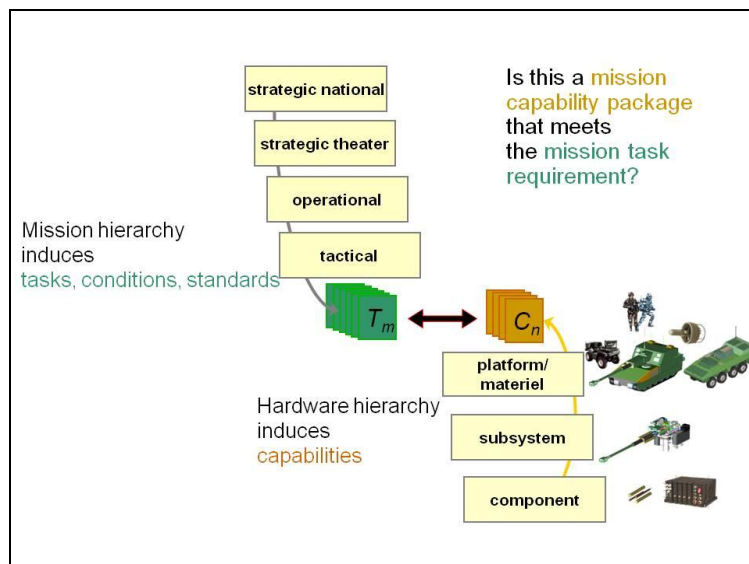 strategic national
strategic theater
operational
tactical
Is this a mission
capability package
that meets
the mission task
requirement?
Mission hierarchy
induces
tasks, conditions, standards
Tm
Cn
platform/
materiel
Hardware hierarchy
induces
capabilities
subsystem
component